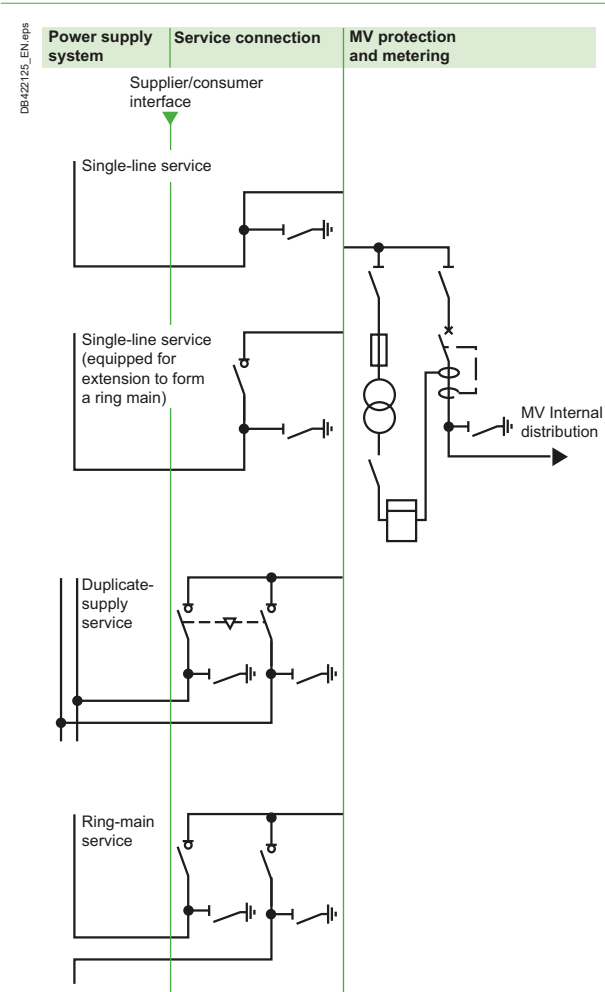 DB422125_EN.eps
Power supply
system
Service connection
MV protection
and metering
Supplier/consumer
interface
Single-line service
Single-line service
(equipped for
extension to form
a ring main)
MV Internal
distribution
Duplicate-
supply
service
Ring-main
service